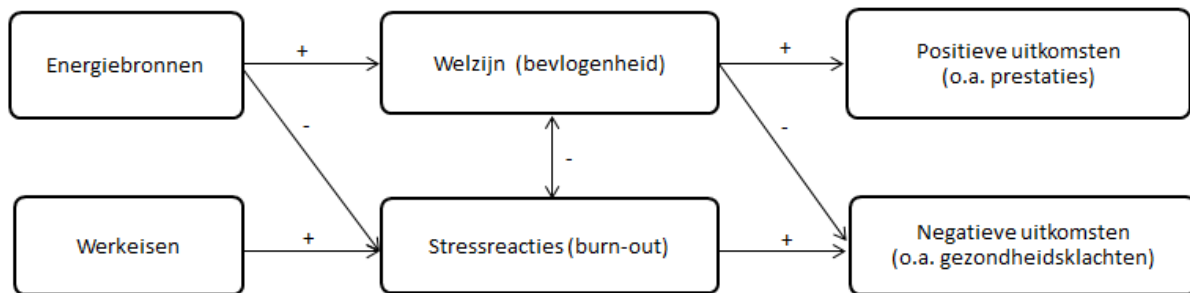 Energiebronnen
+
Welzijn (bevlogenheid)
+
Positieve uitkomsten
(o.a. prestaties)
-
-
-
Werkeisen
+
Stressreacties (burn-out)
+
Negatieve uitkomsten
(o.a. gezondheidsklachten)